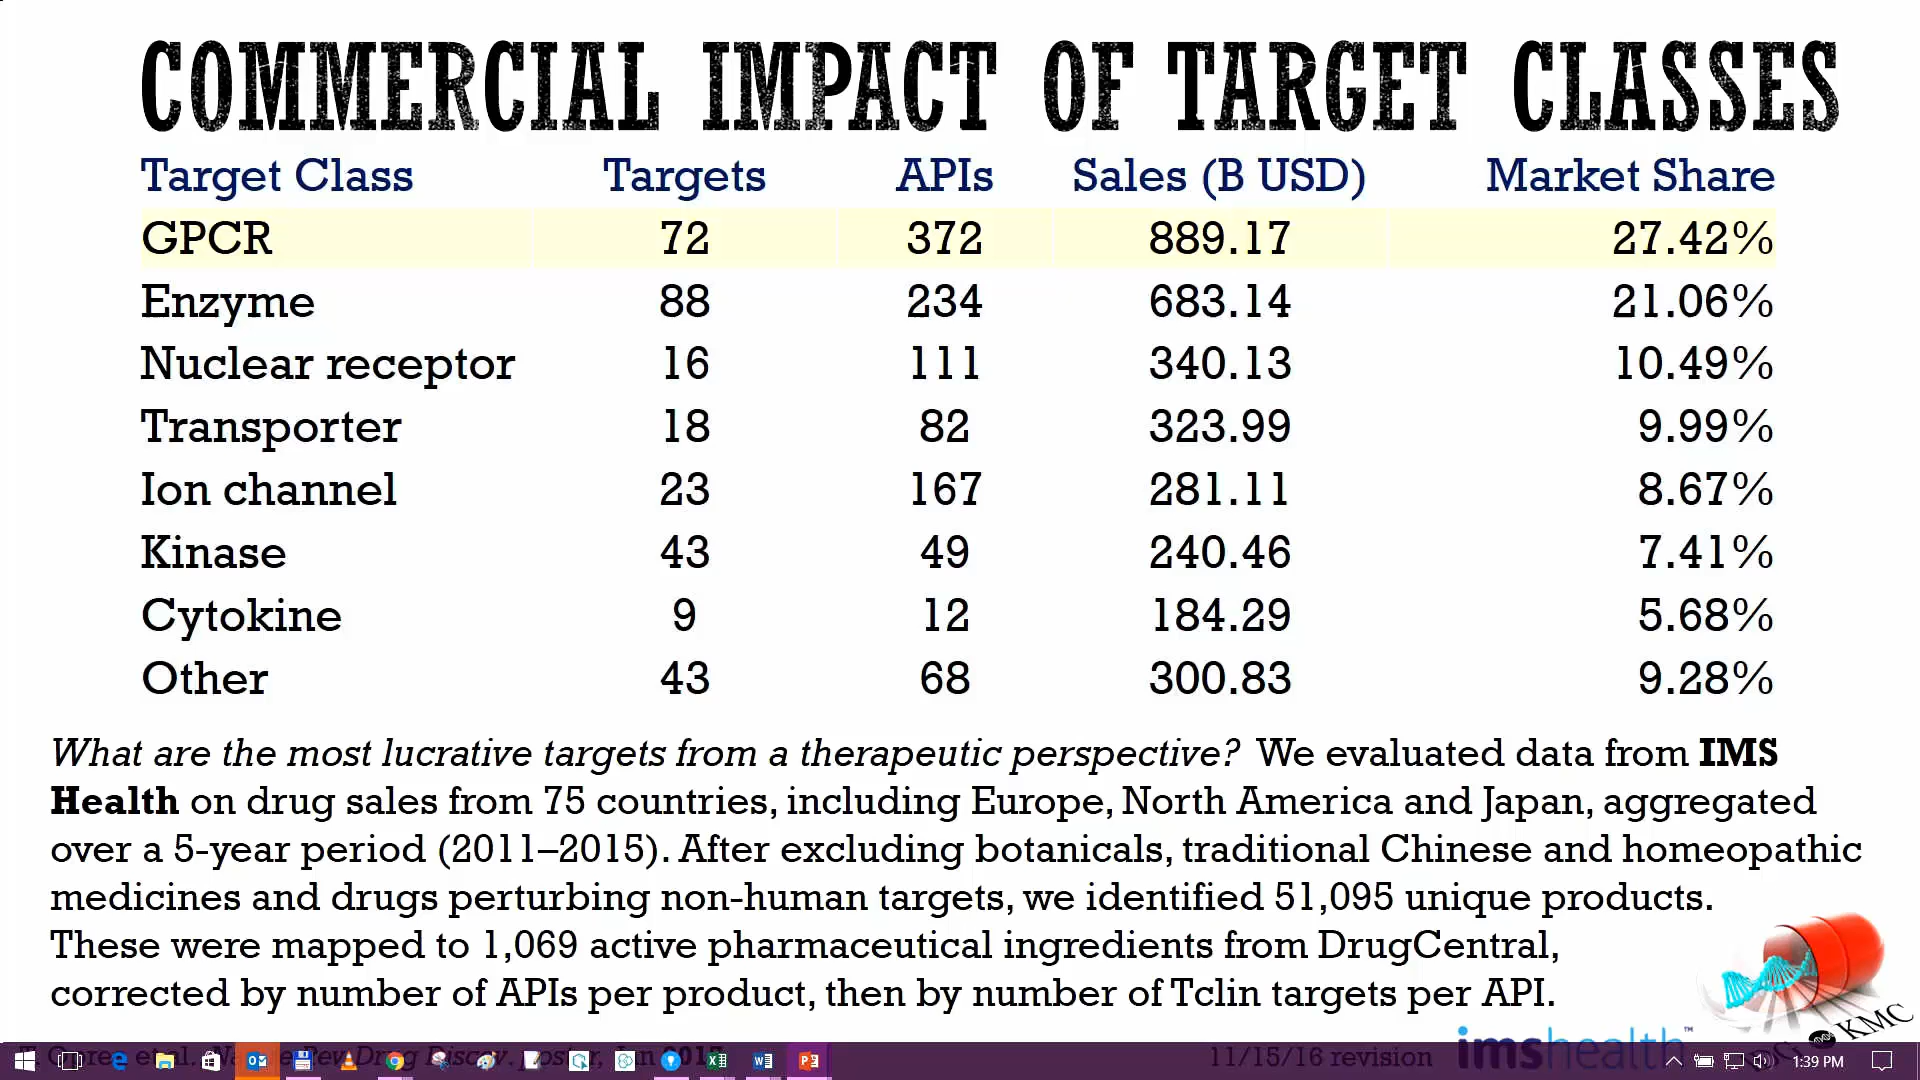 COMMERCIAL IMPACT OF TARGET CLASSES
Target Class Targets APIs Sales (B USD) Market Share
GPCR 72 372 889.17 27.42%
Enzyme 88 234 683.14 21.06%
Nuclear receptor 16 111 340.13 10.49%
Transporter 18 82 323.99 9.99%
Ion channel 23 167 281.11 8.67%
Kinase 43 49 240.46 7.41%
Cytokine 9 12 184.29 5.68%
Other 43 68 300.83 9.28%
What are the most lucrative targets from a therapeutic perspective? We evaluated data from IMS
Health on drug sales from 75 countries, including Europe, North America and Japan, aggregated
over a 5-year period (2011–2015). After excluding botanicals, traditional Chinese and homeopathic
medicines and drugs perturbing non-human targets, we identified 51,095 unique products.
These were mapped to 1,069 active pharmaceutical ingredients from DrugCentral,
corrected by number of APIs per product, then by number of Tclin targets per API.
KMC
et al., Rev Drug Discov. poster, 2017 11/15/16 revision imshealth™ 1:39 PM